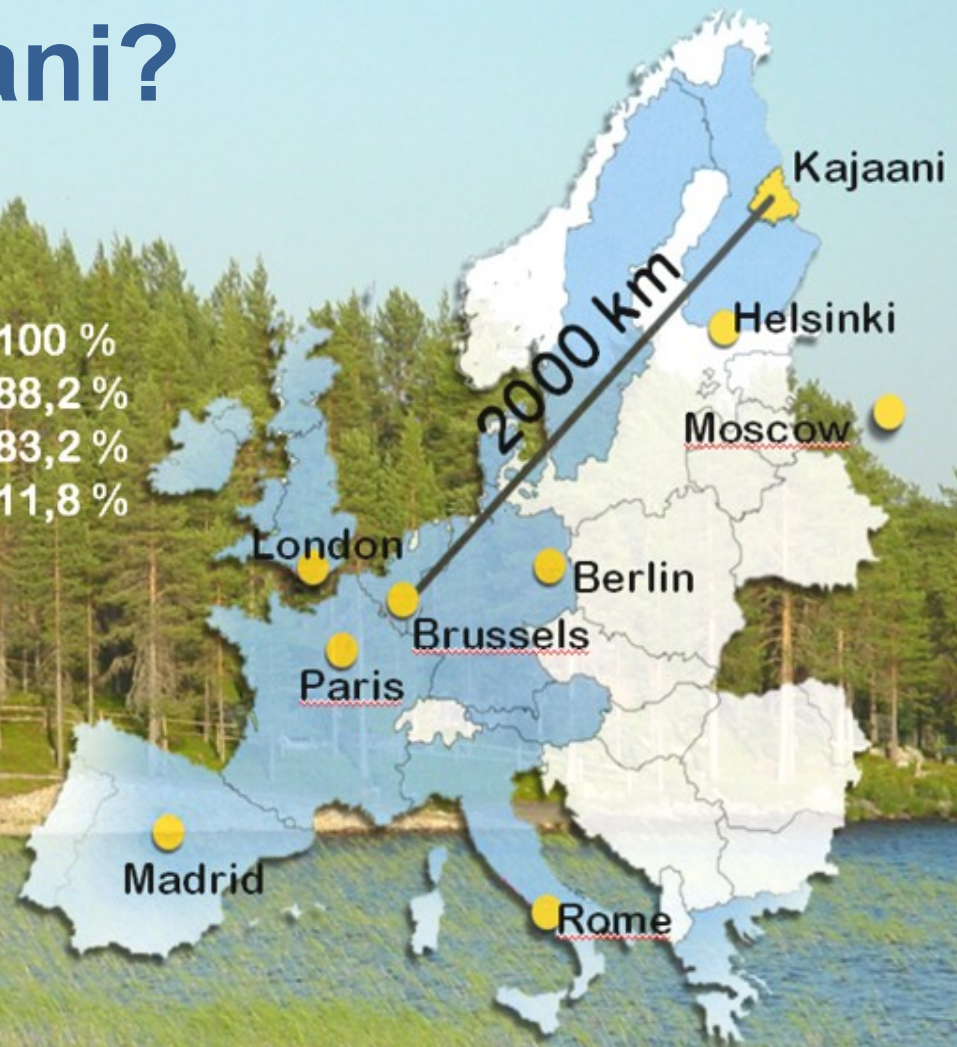 ani?
Kajaani
2000 km
Helsinki
100 %
88,2 %
83,2 %
11,8 %
Moscow
London
Berlin
Brussels
Paris
Madrid
Rome